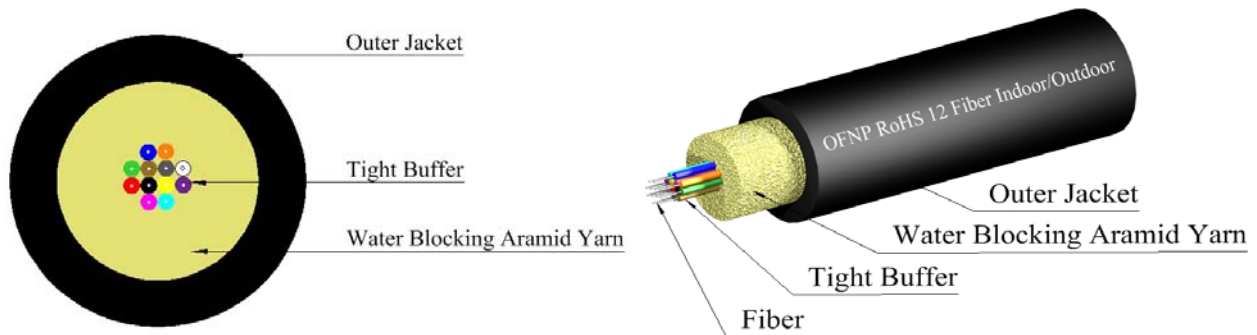 Outer Jacket
Tight Buffer
Water Blocking Aramid Yarn
OFNP RoHS 12 Fiber Indoor/Outdoor
Outer Jacket
Water Blocking Aramid Yarn
Tight Buffer
Fiber